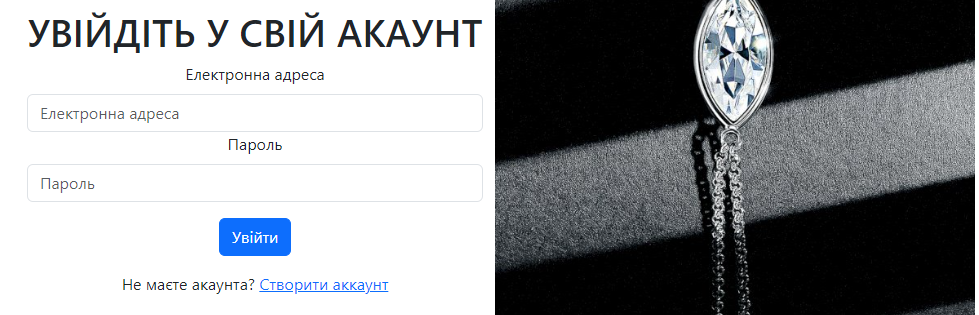 УВІЙДІТЬ У СВІЙ АКАУНТ
Електронна адреса
Електронна адреса
Пароль
Пароль
Увійти
Не маєте акаунта? Створити аккаунт